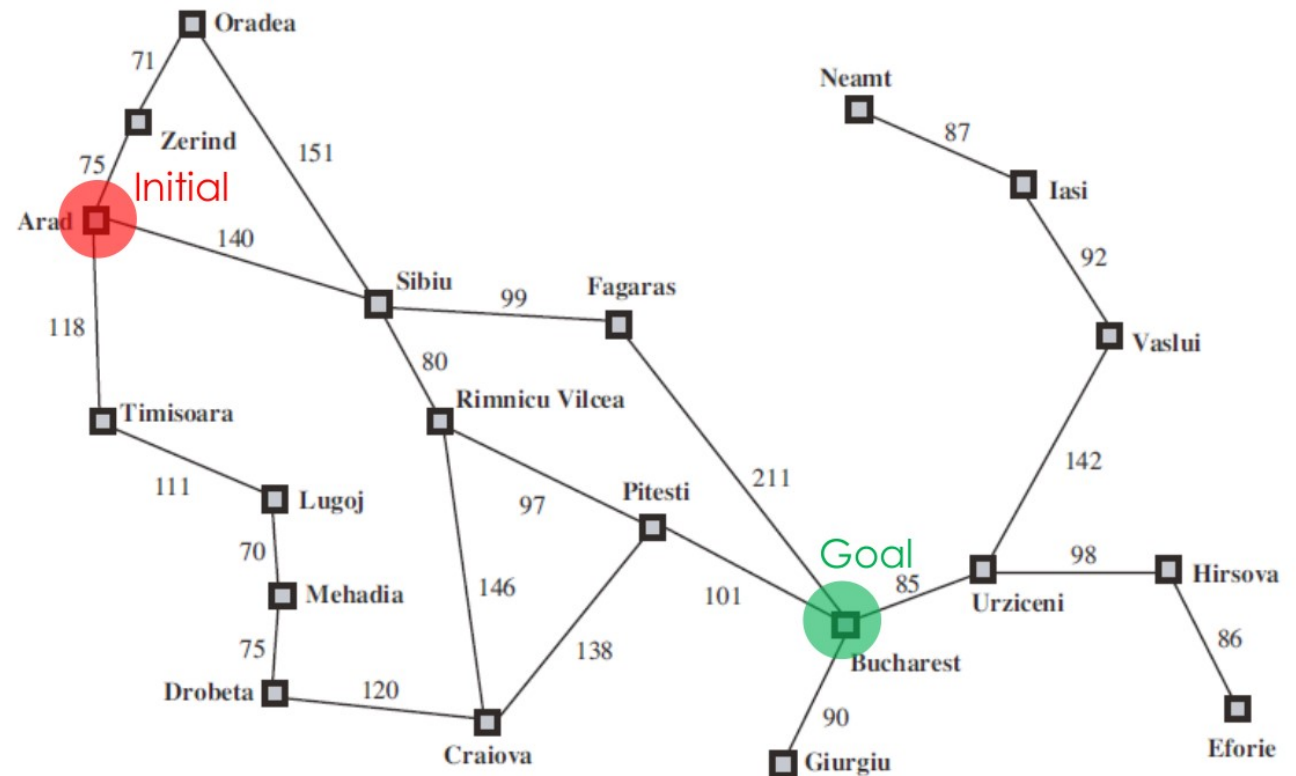 Oradea
71
Neamt
87
Zerind
151
75
Initial
Iasi
Arad
140
92
Sibiu
Fagaras
99
118
Vaslui
80
Rimnicu Vilcea
Timisoara
142
111
211
Pitesti
Lugoj
97
70
Goal
98
85
Hirsova
Mehadia
146
101
Urziceni
86
75
138
Bucharest
Drobeta
120
90
Eforie
Craiova
Giurgiu